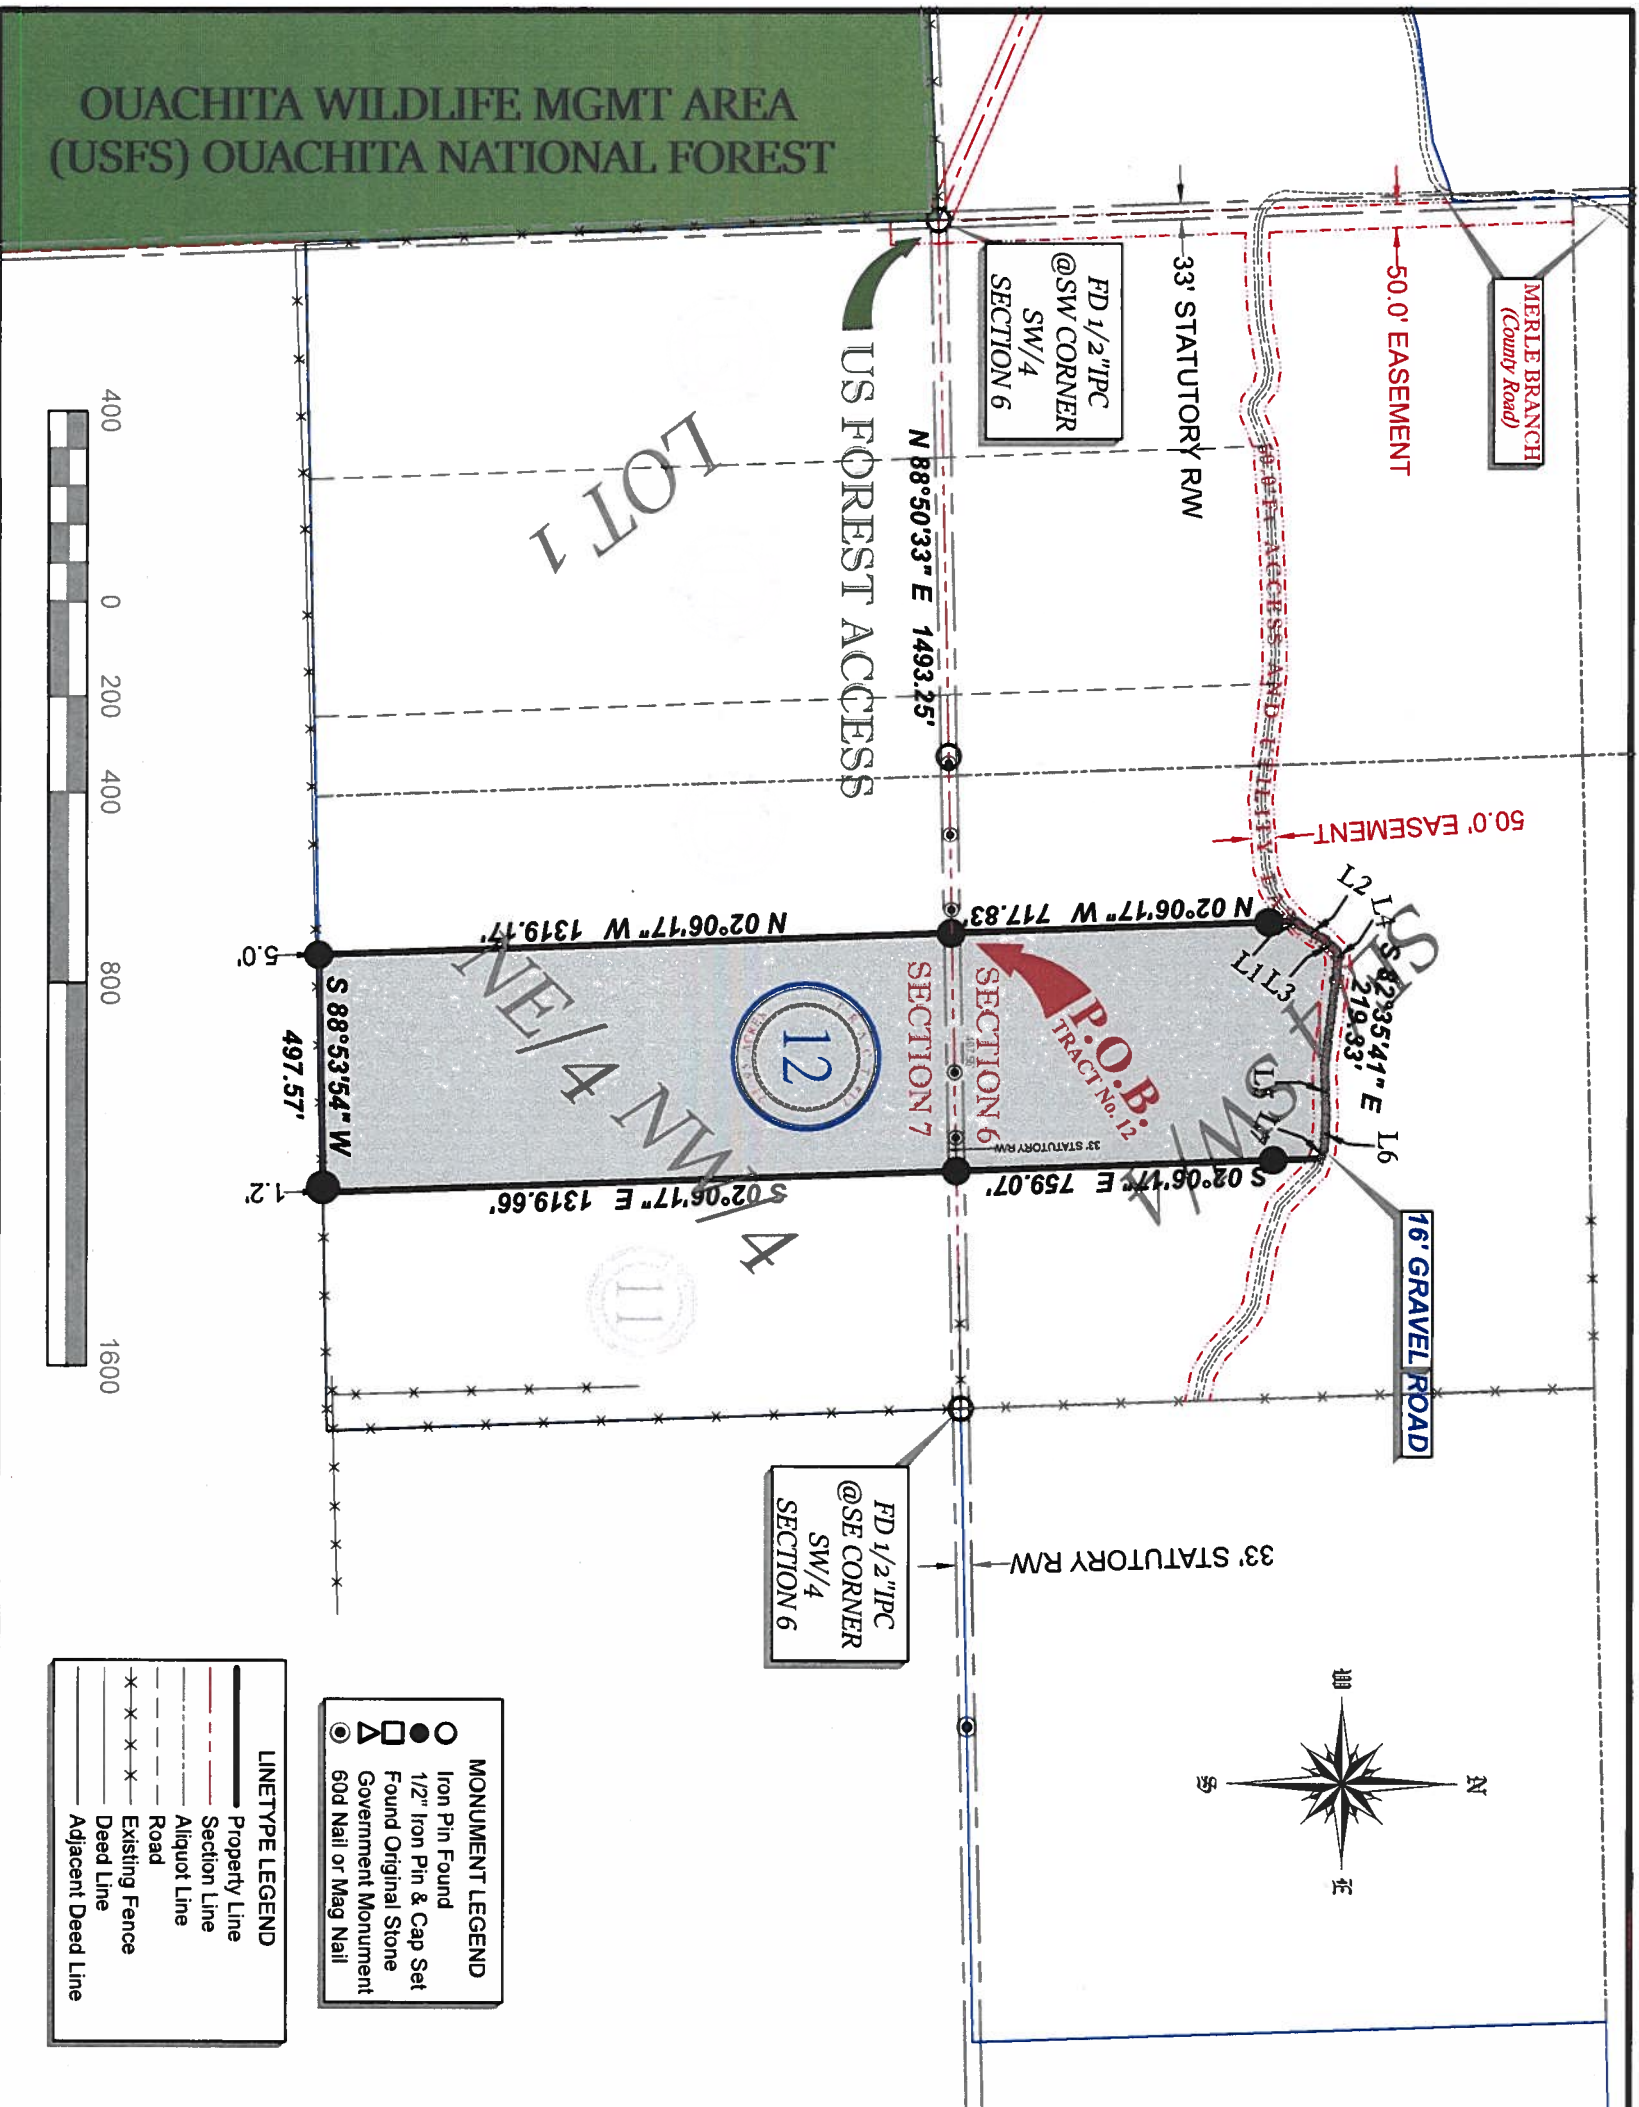 OUACHITA WILDLIFE MGMT AREA
(USFS) OUACHITA NATIONAL FOREST
MERLE BRANCH
(County Road)
50.0' EASEMENT
33' STATUTORY R/W
FD 1/2"IPC
@SW CORNER
SW/4
SECTION 6
N 88°50'33" E 1493.25'
US FOREST ACCESS
LOT 1
50.0' EASEMENT
L2
L4
L1
L3
S 82°35'41" E
219.33'
L5
L7
L6
16' GRAVEL ROAD
N 02°06'17" W 717.83'
N 02°06'17" W 1319.17'
P.O.B.
TRACT No. 12
SECTION 6
SECTION 7
33' STATUTORY R/W
12
NE/4 NW/4
SW/4
S 02°06'17" E 759.07'
S 02°06'17" E 1319.66'
5.0'
S 88°53'54" W
497.57'
1.2'
11
FD 1/2"IPC
@SE CORNER
SW/4
SECTION 6
33' STATUTORY R/W
N
W
E
S
400
0
200
400
800
1600
MONUMENT LEGEND
Iron Pin Found
1/2" Iron Pin & Cap Set
Found Original Stone
Government Monument
60d Nail or Mag Nail
LINETYPE LEGEND
Property Line
Section Line
Aliquot Line
Road
Existing Fence
Deed Line
Adjacent Deed Line